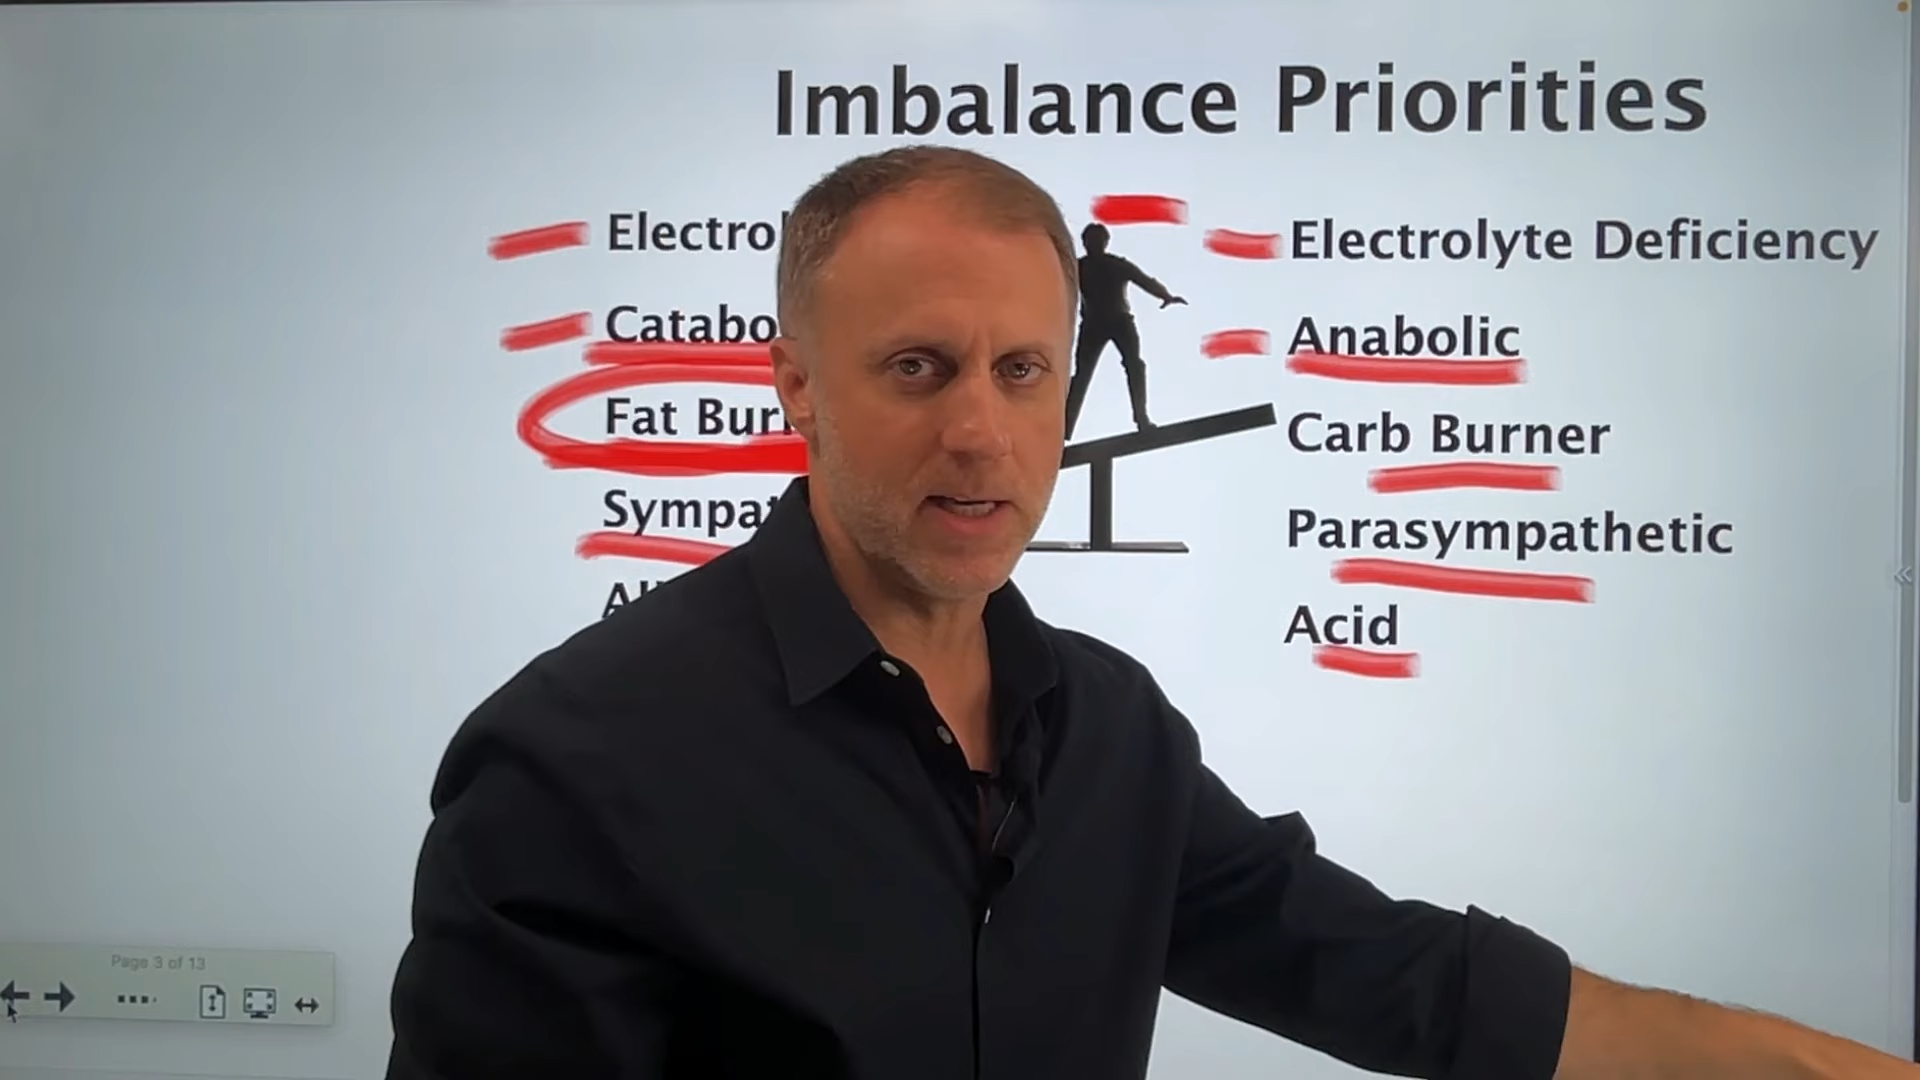 Imbalance Priorities
Electrol
Electrolyte Deficiency
Catabo
Anabolic
Fat Bur
Carb Burner
Sympat
Parasympathetic
Acid
Page 3 of 13